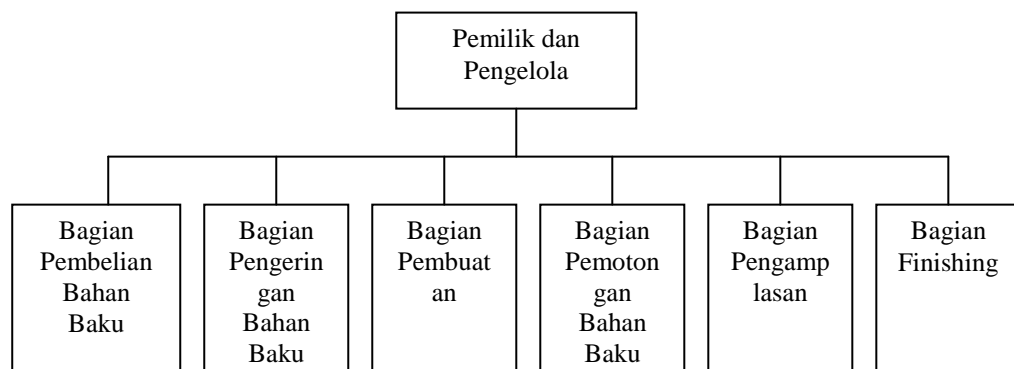 Pemilik dan
Pengelola
Bagian
Pembelian
Bahan
Baku
Bagian
Pengerin
gan
Bahan
Baku
Bagian
Pembuat
an
Bagian
Pemoton
gan
Bahan
Baku
Bagian
Pengamp
lasan
Bagian
Finishing